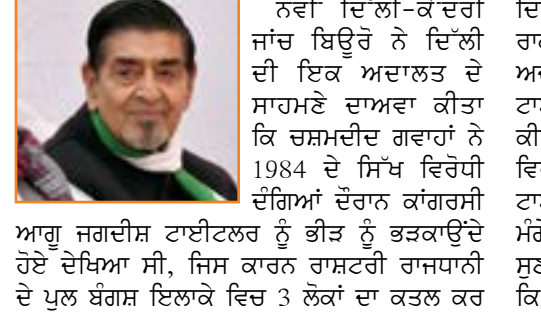 ਨਵੀਂ ਦਿੱਲੀ-ਕੇਂਦਰੀ
ਜਾਂਚ ਬਿਊਰੋ ਨੇ ਦਿੱਲੀ
ਦੀ ਇਕ ਅਦਾਲਤ ਦੇ
ਸਾਹਮਣੇ ਦਾਅਵਾ ਕੀਤਾ
ਕਿ ਚਸ਼ਮਦੀਦ ਗਵਾਹਾਂ ਨੇ
1984 ਦੇ ਸਿੱਖ ਵਿਰੋਧੀ
ਦੰਗਿਆਂ ਦੌਰਾਨ ਕਾਂਗਰਸੀ
ਆਗੂ ਜਗਦੀਸ਼ ਟਾਈਟਲਰ ਨੂੰ ਭੀੜ ਨੂੰ ਭੜਕਾਉਂਦੇ
ਹੋਏ ਦੇਖਿਆ ਸੀ, ਜਿਸ ਕਾਰਨ ਰਾਸ਼ਟਰੀ ਰਾਜਧਾਨੀ
ਦੇ ਪੁਲ ਬੰਗਸ਼ ਇਲਾਕੇ ਵਿਚ 3 ਲੋਕਾਂ ਦਾ ਕਤਲ ਕਰ